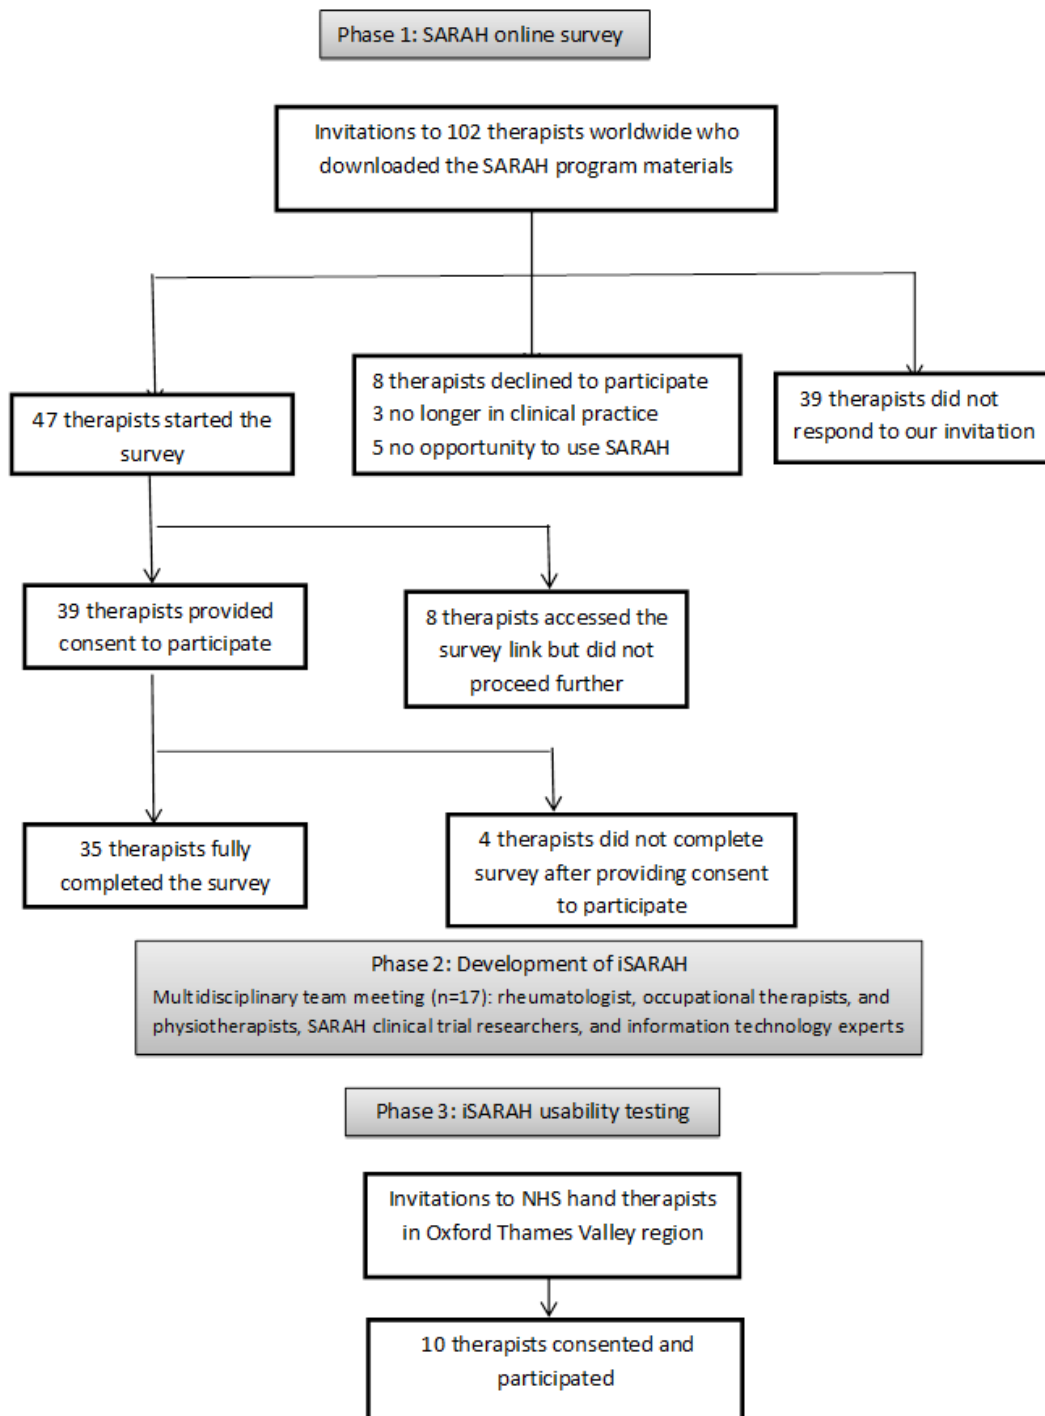 Phase 1: SARAH online survey
Invitations to 102 therapists worldwide who
downloaded the SARAH program materials
47 therapists started the
survey
8 therapists declined to participate
3 no longer in clinical practice
5 no opportunity to use SARAH
39 therapists did not
respond to our invitation
39 therapists provided
consent to participate
8 therapists accessed the
survey link but did not
proceed further
35 therapists fully
completed the survey
4 therapists did not complete
survey after providing consent
to participate
Phase 2: Development of iSARAH
Multidisciplinary team meeting (n=17): rheumatologist, occupational therapists, and
physiotherapists, SARAH clinical trial researchers, and information technology experts
Phase 3: iSARAH usability testing
Invitations to NHS hand therapists
in Oxford Thames Valley region
10 therapists consented and
participated